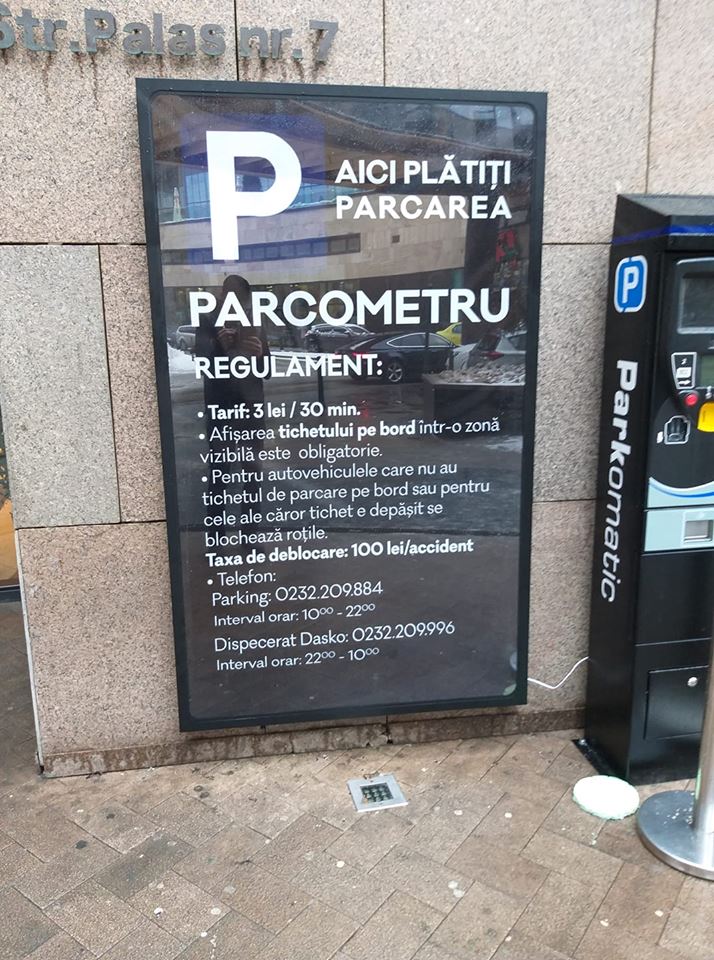 Str. Palas nr. 7
P
AICI PLĂTIȚI
PARCAREA
PARCOMETRU
REGULAMENT:
• Tarif: 3 lei / 30 min.
• Afișarea tichetului pe bord într-o zonă
vizibilă este obligatorie.
• Pentru autovehiculele care nu au
tichetul de parcare pe bord sau pentru
cele ale căror tichet e depășit se
blochează roțile.
Taxa de deblocare: 100 lei/accident
• Telefon:
Parking: 0232.209.884
Interval orar: 10⁰⁰ - 22⁰⁰
Dispecerat Dasko: 0232.209.996
Interval orar: 22⁰⁰ - 10⁰⁰
P
Parkomatic